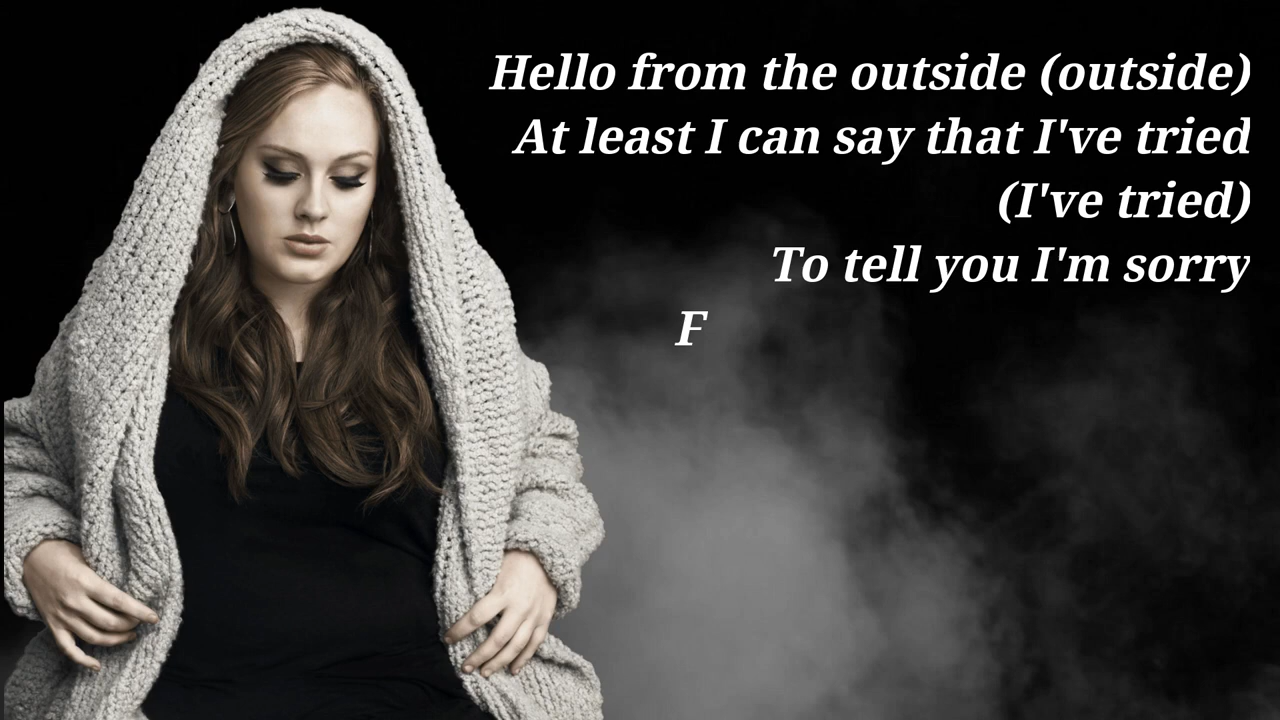 Hello from the outside (outside)
At least I can say that I've tried
(I've tried)
To tell you I'm sorry
F